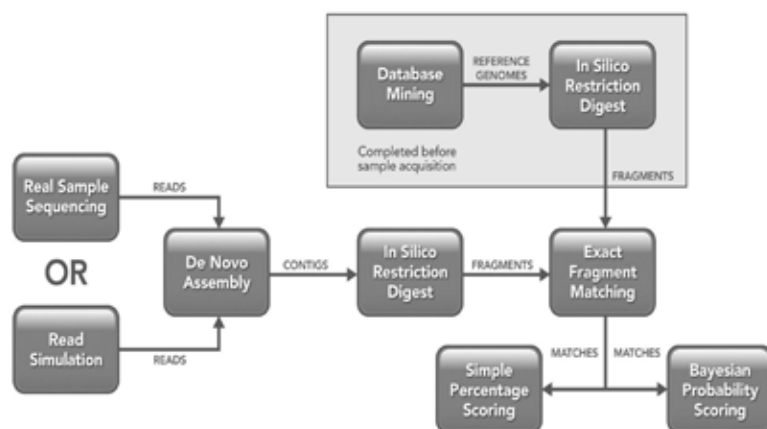 Database
Mining
REFERENCE
GENOMES
In Silico
Restriction
Digest
Completed before
sample acquisition
FRAGMENTS
Real Sample
Sequencing
READS
OR
De Novo
Assembly
CONTIGS
In Silico
Restriction
Digest
FRAGMENTS
Exact
Fragment
Matching
Read
Simulation
READS
MATCHES
MATCHES
Simple
Percentage
Scoring
Bayesian
Probability
Scoring